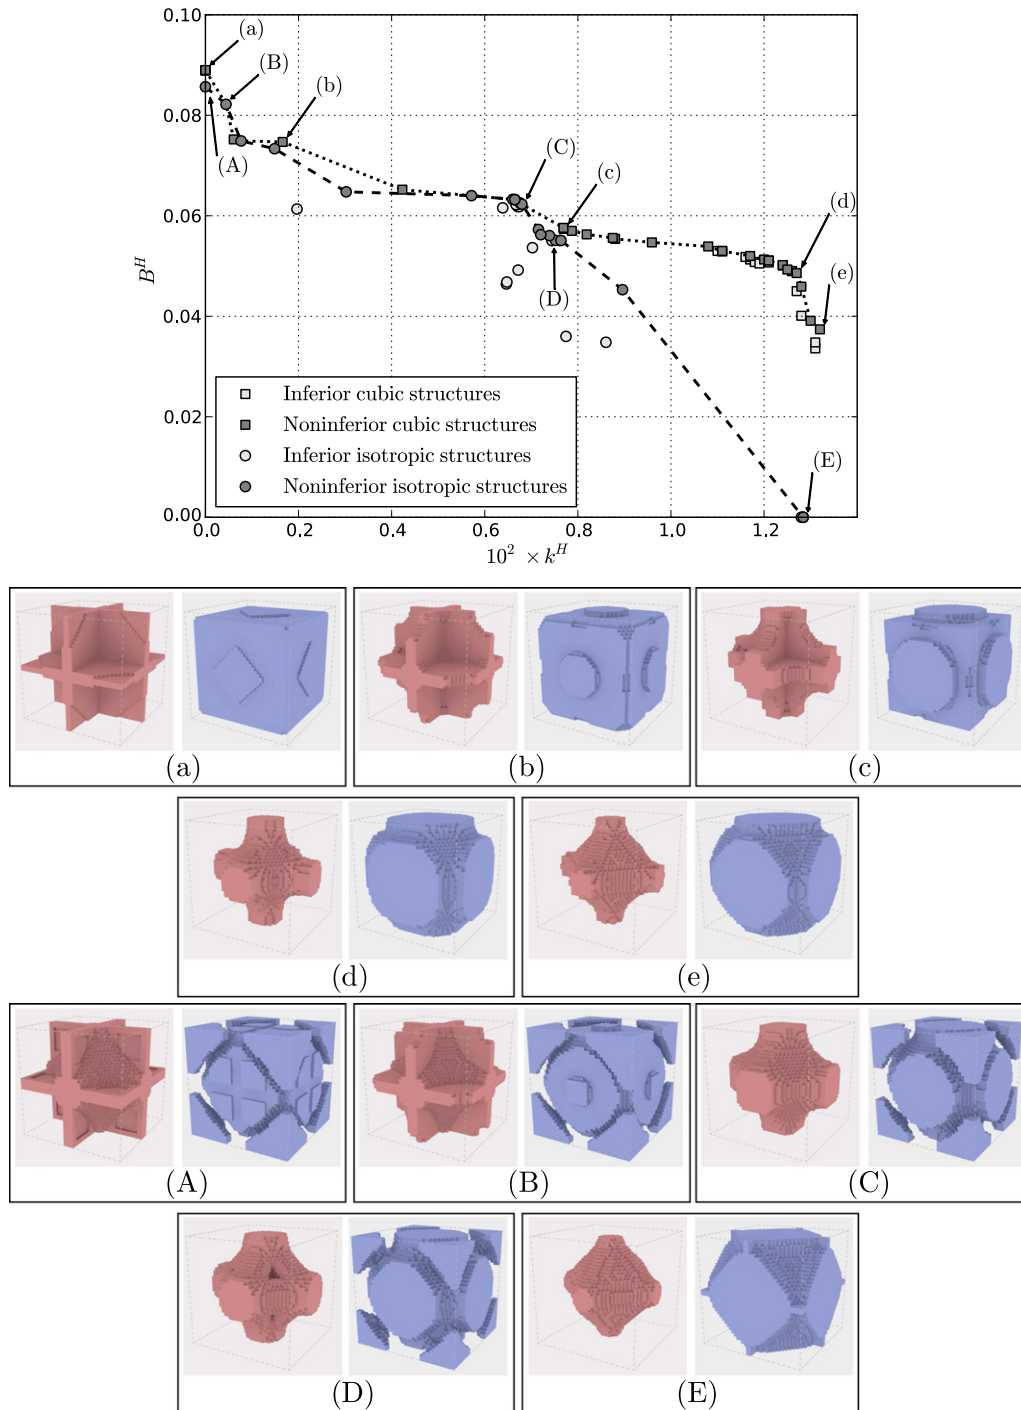 0.10
(a)
(B)
(b)
0.08
(A)
(C)
(c)
(d)
0.06
B^H
(e)
(D)
0.04
Inferior cubic structures
Noninferior cubic structures
0.02
Inferior isotropic structures
(E)
Noninferior isotropic structures
0.00
0.0 0.2 0.4 0.6 0.8 1.0 1.2
10^2 × k^H
(a) (b) (c)
(d) (e)
(A) (B) (C)
(D) (E)